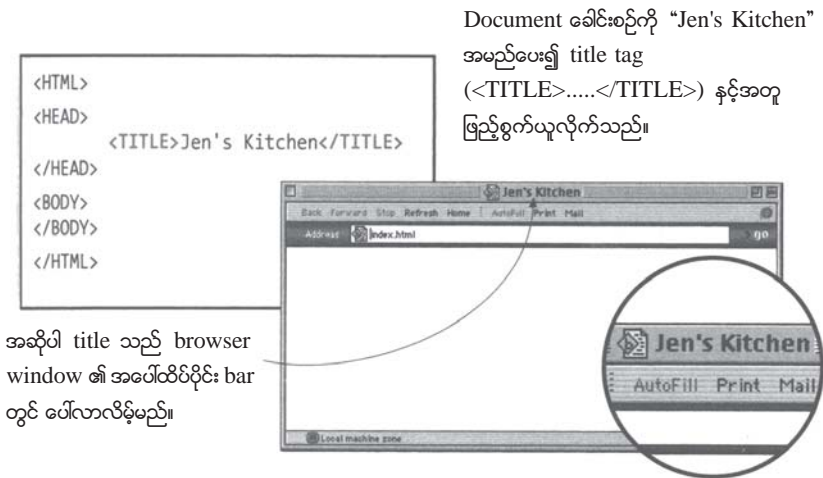 Document ခေါင်းစဉ်ကို “Jen's Kitchen”
အမည်ပေး၍ title tag
(<TITLE>.....</TITLE>) နှင့်အတူ
ဖြည့်စွက်ယူလိုက်သည်။
<HTML>
<HEAD>
<TITLE>Jen's Kitchen</TITLE>
</HEAD>
<BODY>
</BODY>
</HTML>
Jen's Kitchen
Back Forward Stop Refresh Home AutoFill Print Mail
Address index.html go
Jen's Kitchen
AutoFill Print Mail
Local machine zone
အဆိုပါ title သည် browser
window ၏ အပေါ်ထိပ်ပိုင်း bar
တွင် ပေါ်လာလိမ့်မည်။